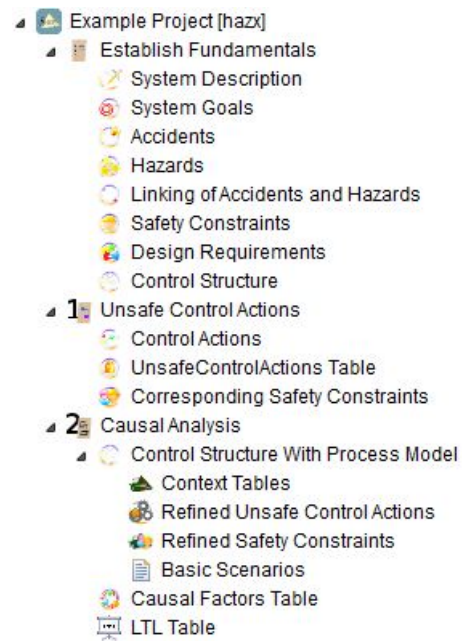 Example Project [hazx]
Establish Fundamentals
System Description
System Goals
Accidents
Hazards
Linking of Accidents and Hazards
Safety Constraints
Design Requirements
Control Structure
1 Unsafe Control Actions
Control Actions
UnsafeControlActions Table
Corresponding Safety Constraints
2 Causal Analysis
Control Structure With Process Model
Context Tables
Refined Unsafe Control Actions
Refined Safety Constraints
Basic Scenarios
Causal Factors Table
LTL Table